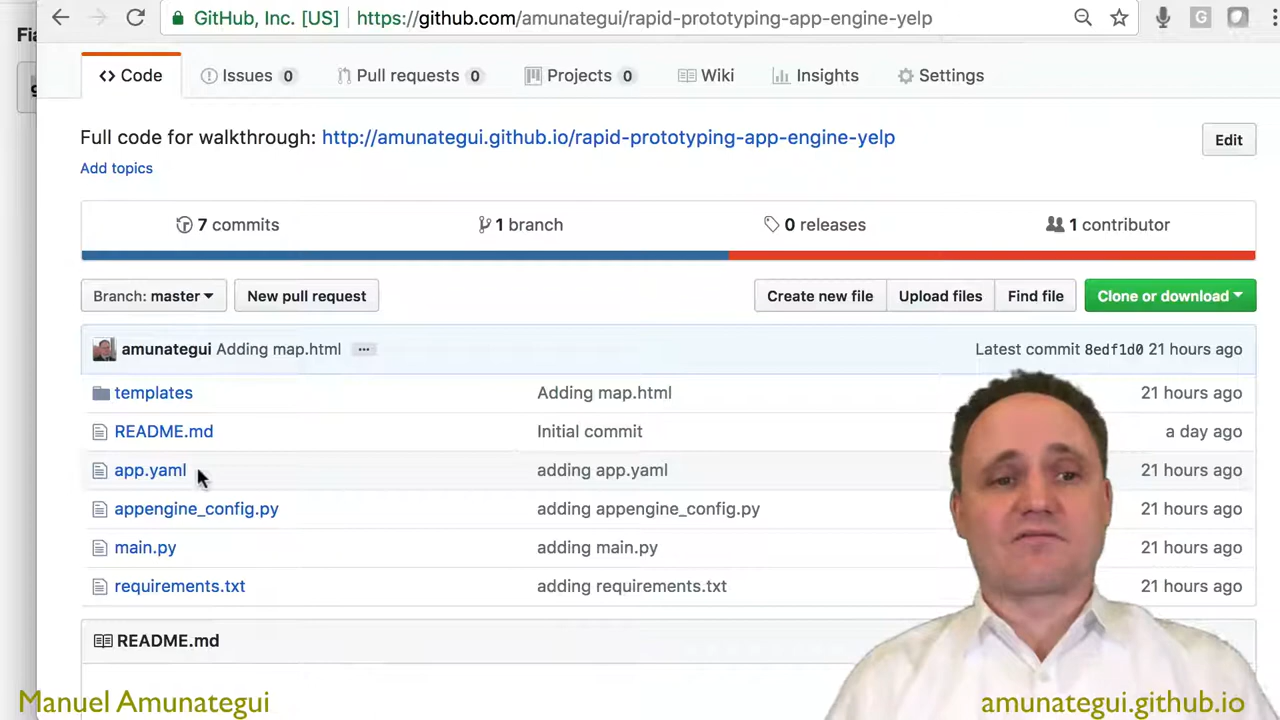 GitHub, Inc. [US] https://github.com/amunategui/rapid-prototyping-app-engine-yelp
Code Issues 0 Pull requests 0 Projects 0 Wiki Insights Settings
Full code for walkthrough: http://amunategui.github.io/rapid-prototyping-app-engine-yelp Edit
Add topics
7 commits 1 branch 0 releases 1 contributor
Branch: master New pull request Create new file Upload files Find file Clone or download
amunategui Adding map.html ... Latest commit 8edf1d0 21 hours ago
templates Adding map.html 21 hours ago
README.md Initial commit a day ago
app.yaml adding app.yaml 21 hours ago
appengine_config.py adding appengine_config.py 21 hours ago
main.py adding main.py 21 hours ago
requirements.txt adding requirements.txt 21 hours ago
README.md
Manuel Amunategui amunategui.github.io